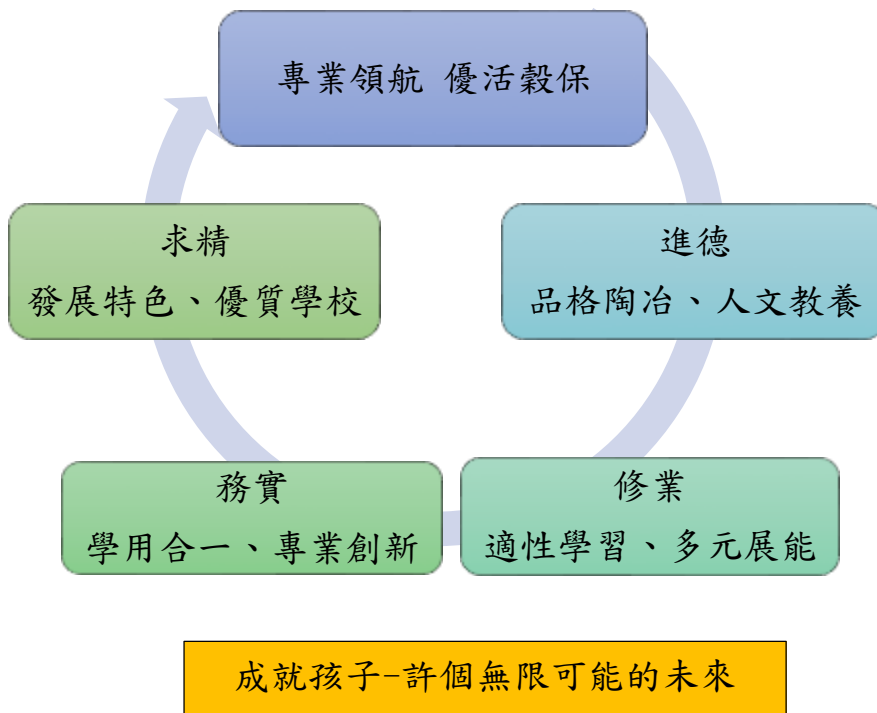 專業領航 優活穀保
進德
品格陶冶、人文教養
修業
適性學習、多元展能
務實
學用合一、專業創新
求精
發展特色、優質學校
成就孩子-許個無限可能的未來